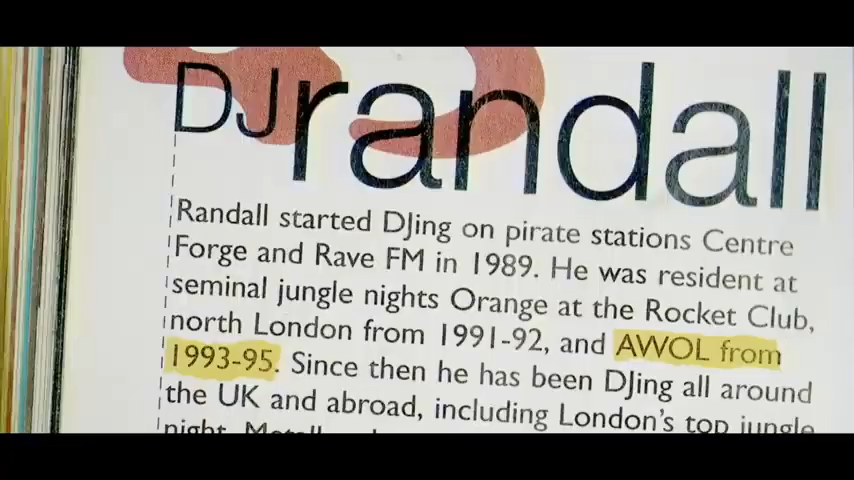 DJ randall
Randall started DJing on pirate stations Centre
Forge and Rave FM in 1989. He was resident at
seminal jungle nights Orange at the Rocket Club,
north London from 1991-92, and AWOL from
1993-95. Since then he has been DJing all around
the UK and abroad, including London's top jungle
night,